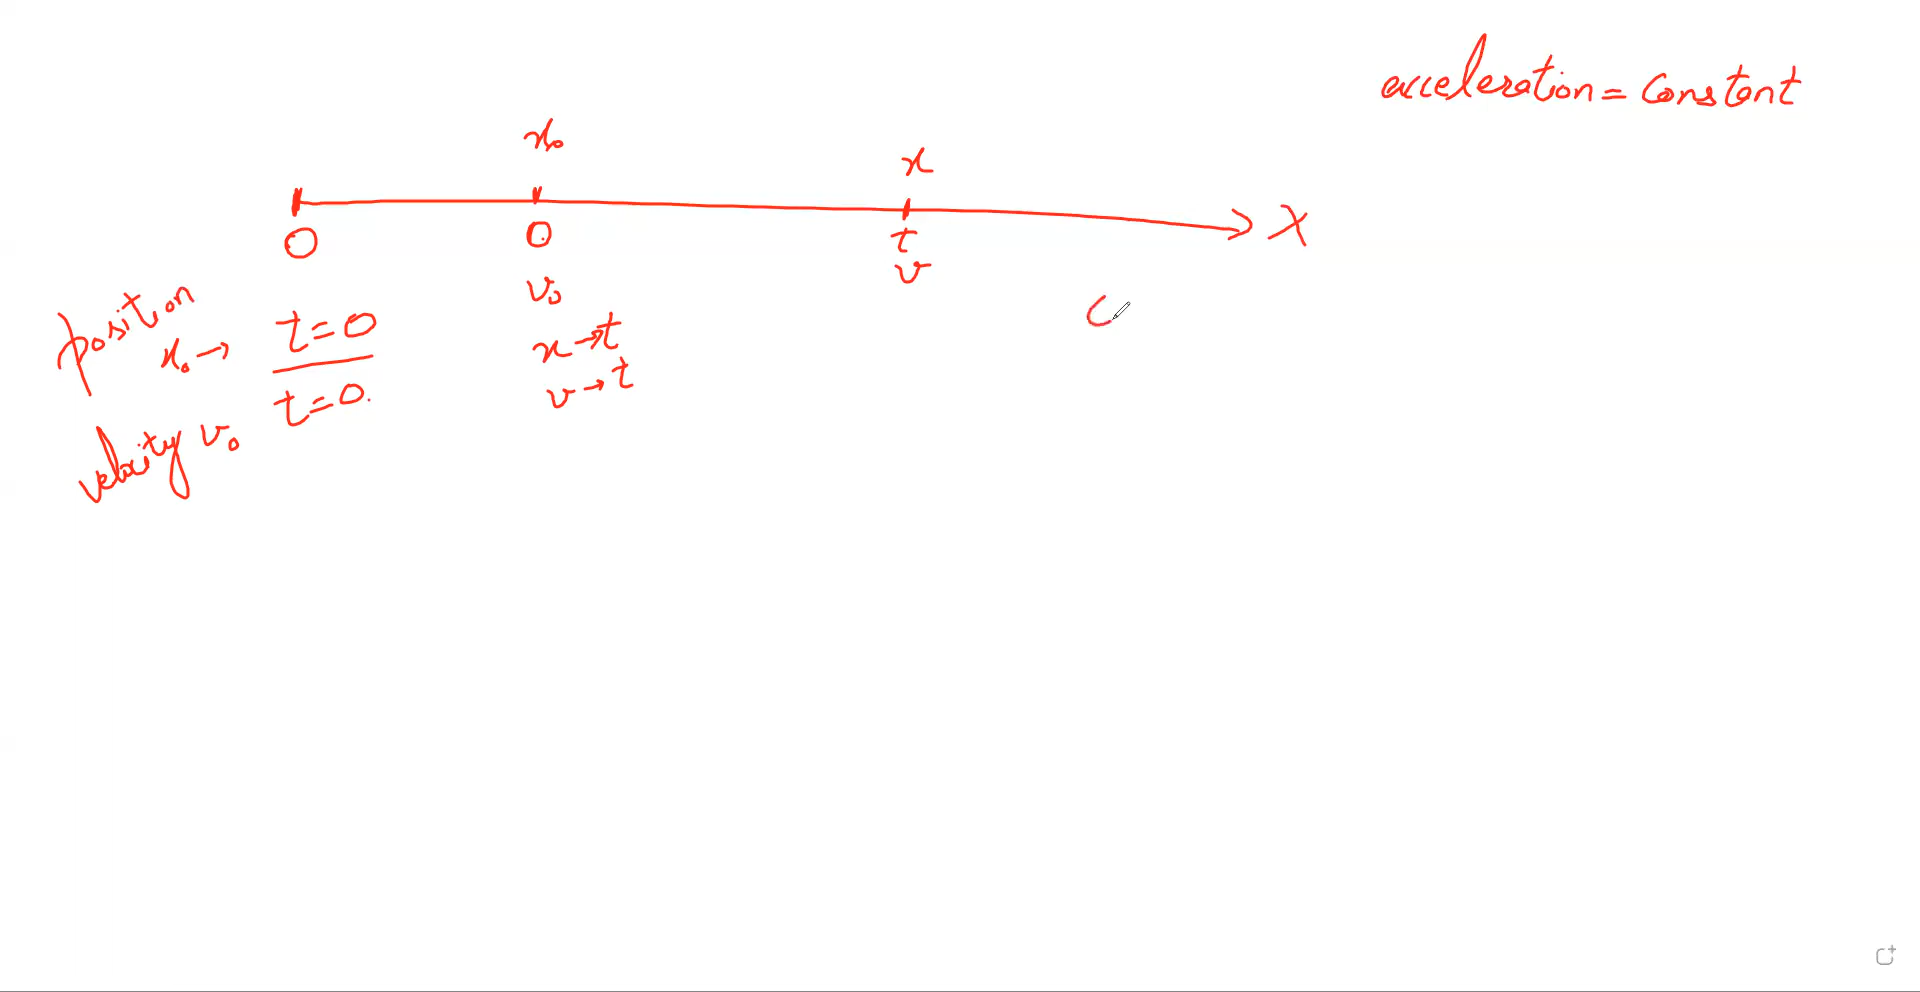 acceleration = Constant
x₀ x
O O t X
v₀ v
position
x₀ → t=0 x → t
t=0. v → t
velocity v₀